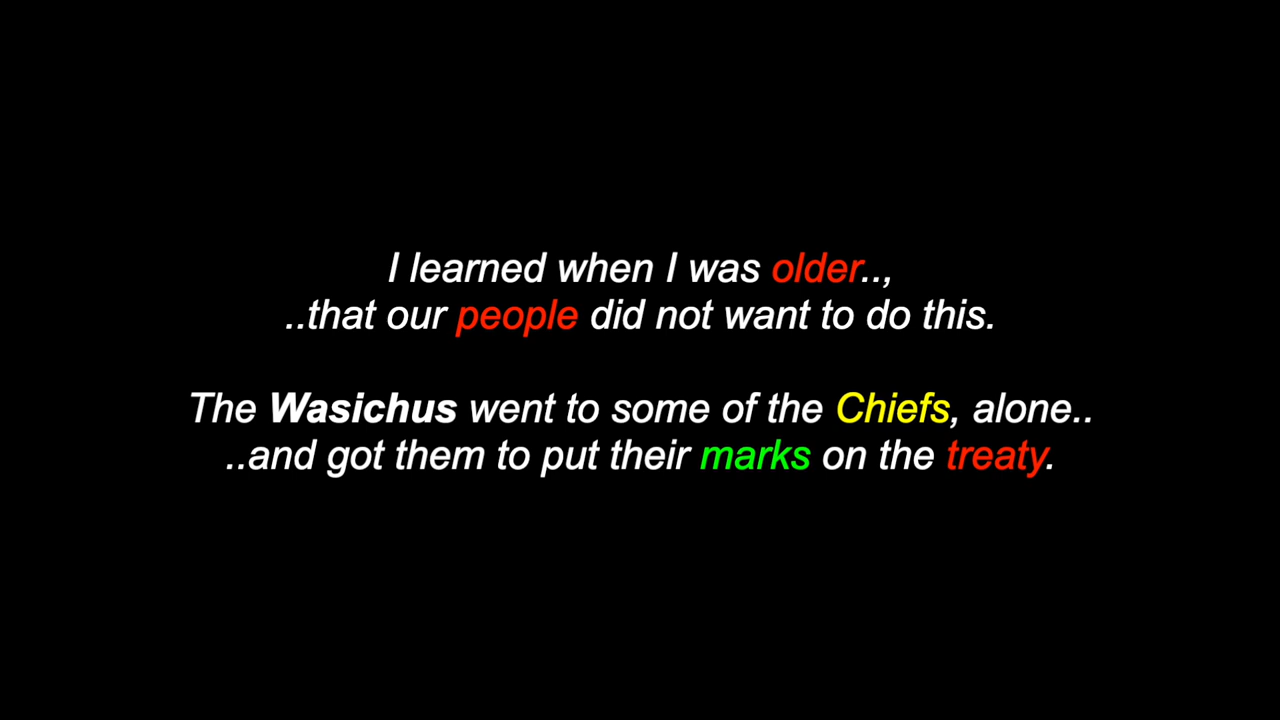 I learned when I was older..,
..that our people did not want to do this.
The Wasichus went to some of the Chiefs, alone..
..and got them to put their marks on the treaty.